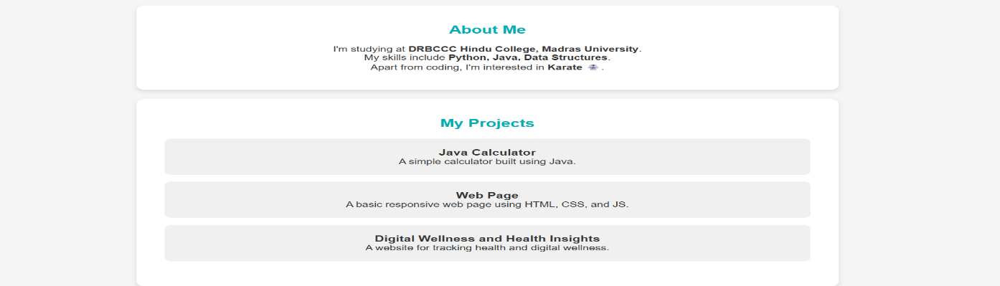 About Me
I'm studying at DRBCCC Hindu College, Madras University.
My skills include Python, Java, Data Structures.
Apart from coding, I'm interested in Karate 🥋.
My Projects
Java Calculator
A simple calculator built using Java.
Web Page
A basic responsive web page using HTML, CSS, and JS.
Digital Wellness and Health Insights
A website for tracking health and digital wellness.